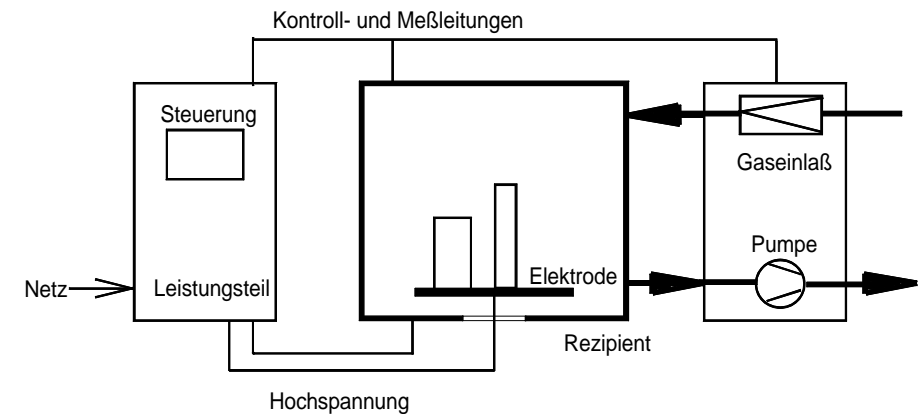 Kontroll- und Meßleitungen
Steuerung
Gaseinlaß
Pumpe
Netz
Leistungsteil
Elektrode
Rezipient
Hochspannung